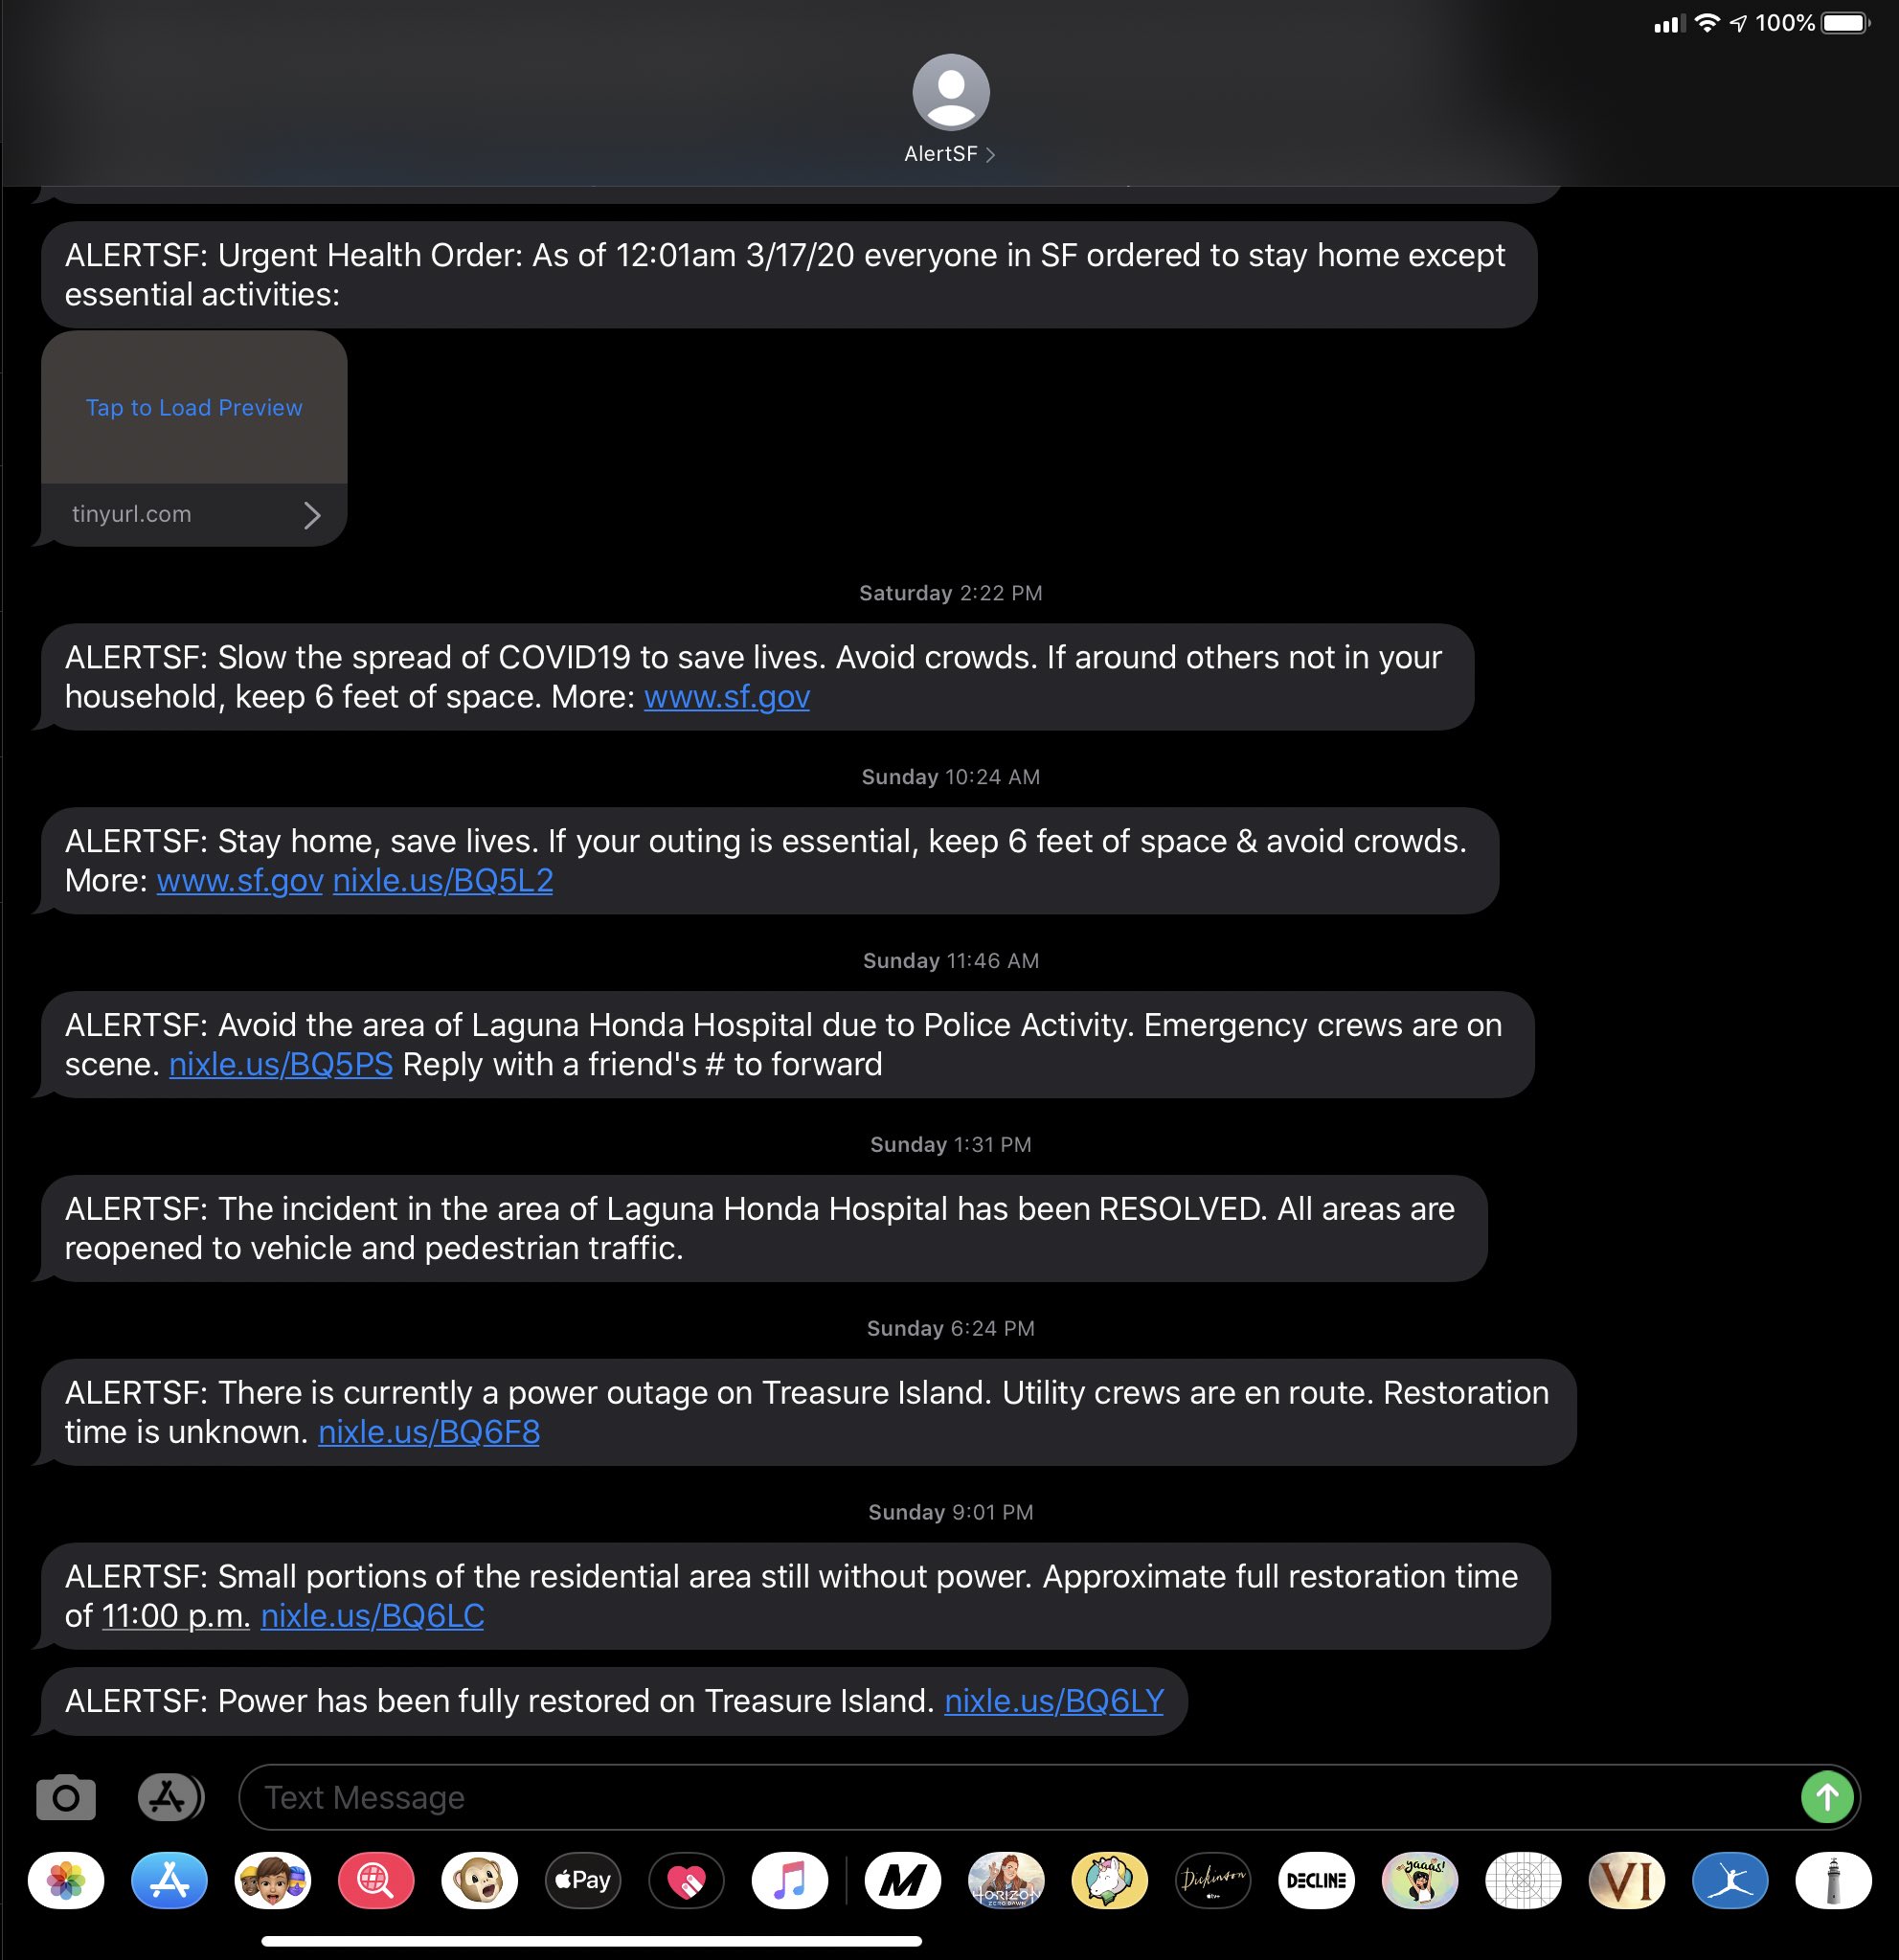 100%
AlertSF
ALERTSF: Urgent Health Order: As of 12:01am 3/17/20 everyone in SF ordered to stay home except
essential activities:
Tap to Load Preview
tinyurl.com
Saturday 2:22 PM
ALERTSF: Slow the spread of COVID19 to save lives. Avoid crowds. If around others not in your
household, keep 6 feet of space. More: www.sf.gov
Sunday 10:24 AM
ALERTSF: Stay home, save lives. If your outing is essential, keep 6 feet of space & avoid crowds.
More: www.sf.gov nixle.us/BQ5L2
Sunday 11:46 AM
ALERTSF: Avoid the area of Laguna Honda Hospital due to Police Activity. Emergency crews are on
scene. nixle.us/BQ5PS Reply with a friend's # to forward
Sunday 1:31 PM
ALERTSF: The incident in the area of Laguna Honda Hospital has been RESOLVED. All areas are
reopened to vehicle and pedestrian traffic.
Sunday 6:24 PM
ALERTSF: There is currently a power outage on Treasure Island. Utility crews are en route. Restoration
time is unknown. nixle.us/BQ6F8
Sunday 9:01 PM
ALERTSF: Small portions of the residential area still without power. Approximate full restoration time
of 11:00 p.m. nixle.us/BQ6LC
ALERTSF: Power has been fully restored on Treasure Island. nixle.us/BQ6LY
Text Message
Pay M HORIZON ZERO DAWN Dickinson tv+ DECLINE yaaas! VI